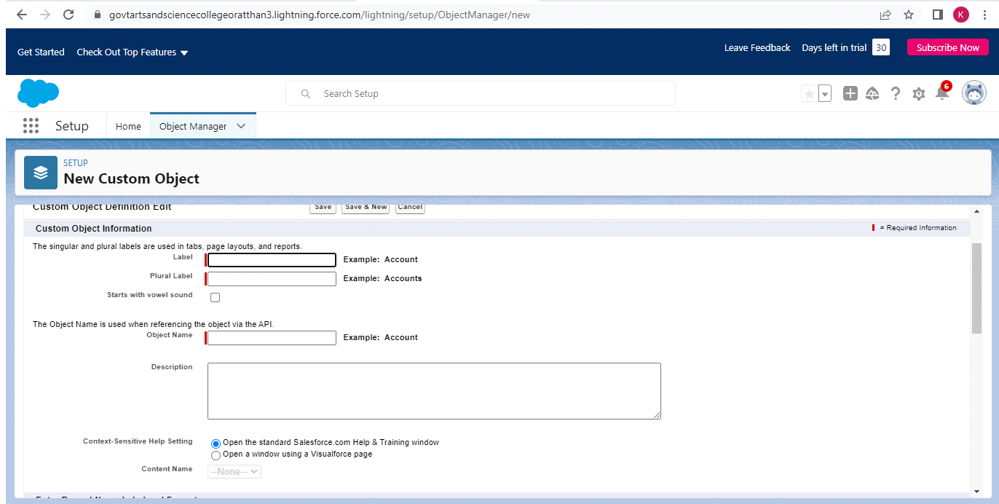 govtartsandsciencecollegeoratthan3.lightning.force.com/lightning/setup/ObjectManager/new
K
Get Started Check Out Top Features Leave Feedback Days left in trial 30 Subscribe Now
Search Setup
6
Setup Home Object Manager
SETUP
New Custom Object
Custom Object Definition Edit Save Save & New Cancel
Custom Object Information = Required Information
The singular and plural labels are used in tabs, page layouts, and reports.
Label Example: Account
Plural Label Example: Accounts
Starts with vowel sound
The Object Name is used when referencing the object via the API.
Object Name Example: Account
Description
Context-Sensitive Help Setting Open the standard Salesforce.com Help & Training window
Open a window using a Visualforce page
Content Name --None--